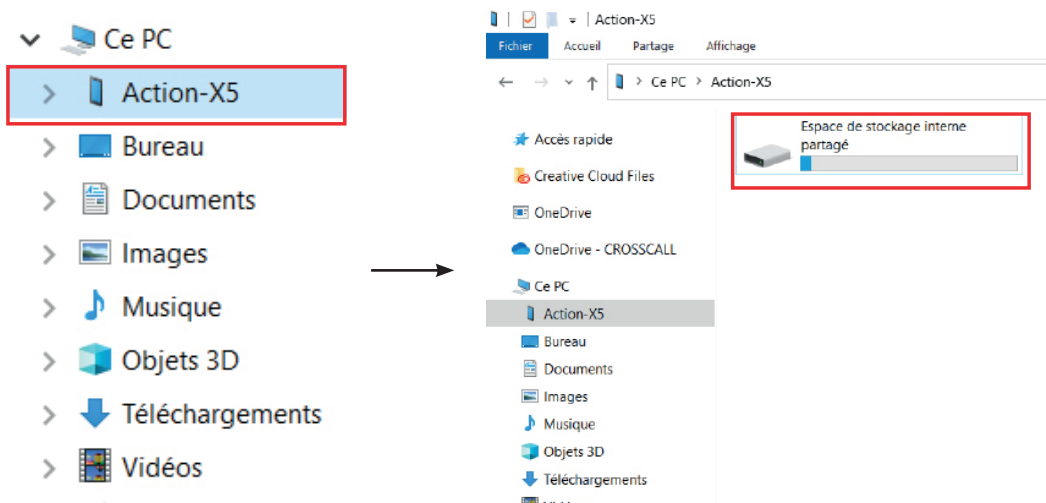 Ce PC
Action-X5
Bureau
Documents
Images
Musique
Objets 3D
Téléchargements
Vidéos
Action-X5
Fichier Accueil Partage Affichage
Ce PC > Action-X5
Accès rapide
Creative Cloud Files
OneDrive
OneDrive - CROSSCALL
Ce PC
Action-X5
Bureau
Documents
Images
Musique
Objets 3D
Téléchargements
Espace de stockage interne
partagé